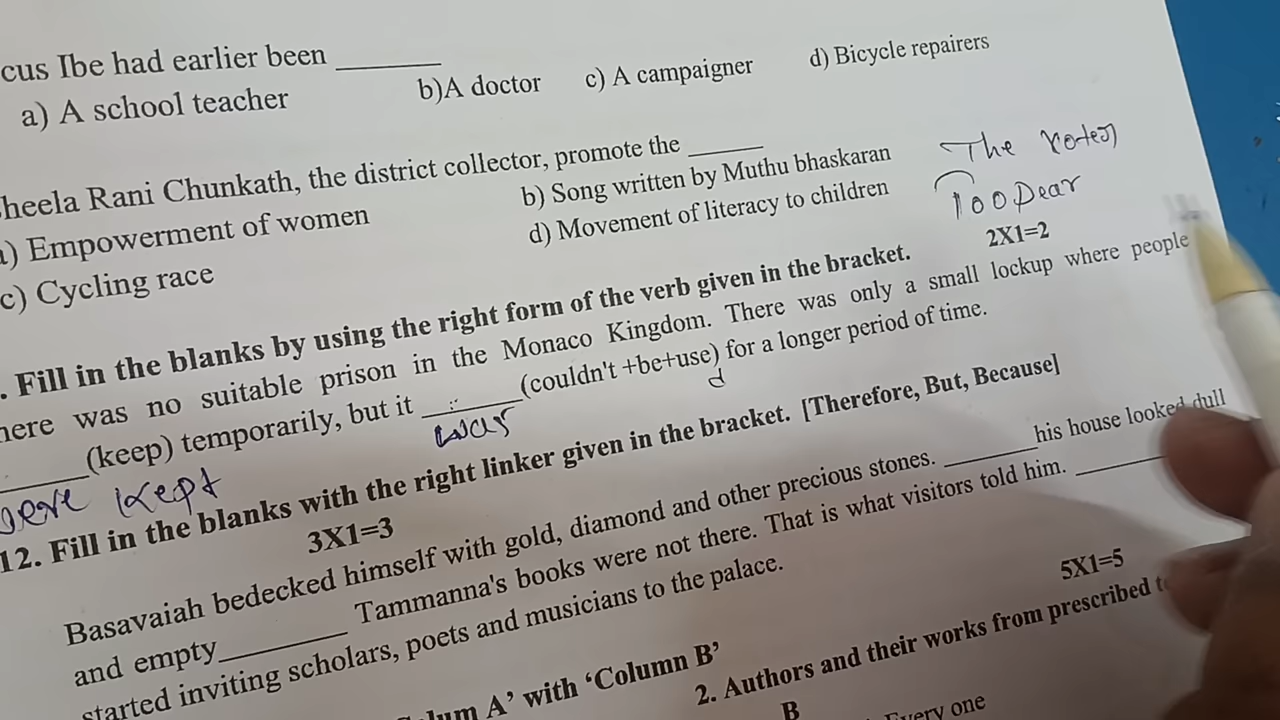 cus Ibe had earlier been ________
a) A school teacher b)A doctor c) A campaigner d) Bicycle repairers
heela Rani Chunkath, the district collector, promote the ______
a) Empowerment of women b) Song written by Muthu bhaskaran
c) Cycling race d) Movement of literacy to children
The
Too Dear
. Fill in the blanks by using the right form of the verb given in the bracket. 2X1=2
here was no suitable prison in the Monaco Kingdom. There was only a small lockup where people
______(keep) temporarily, but it ______(couldn't +be+use) for a longer period of time.
d
was
were kept
12. Fill in the blanks with the right linker given in the bracket. [Therefore, But, Because]
3X1=3
Basavaiah bedecked himself with gold, diamond and other precious stones. ______his house looked dull
and empty______ Tammanna's books were not there. That is what visitors told him. ______
started inviting scholars, poets and musicians to the palace.
5X1=5
lum A’ with ‘Column B’ 2. Authors and their works from prescribed
B
Every one